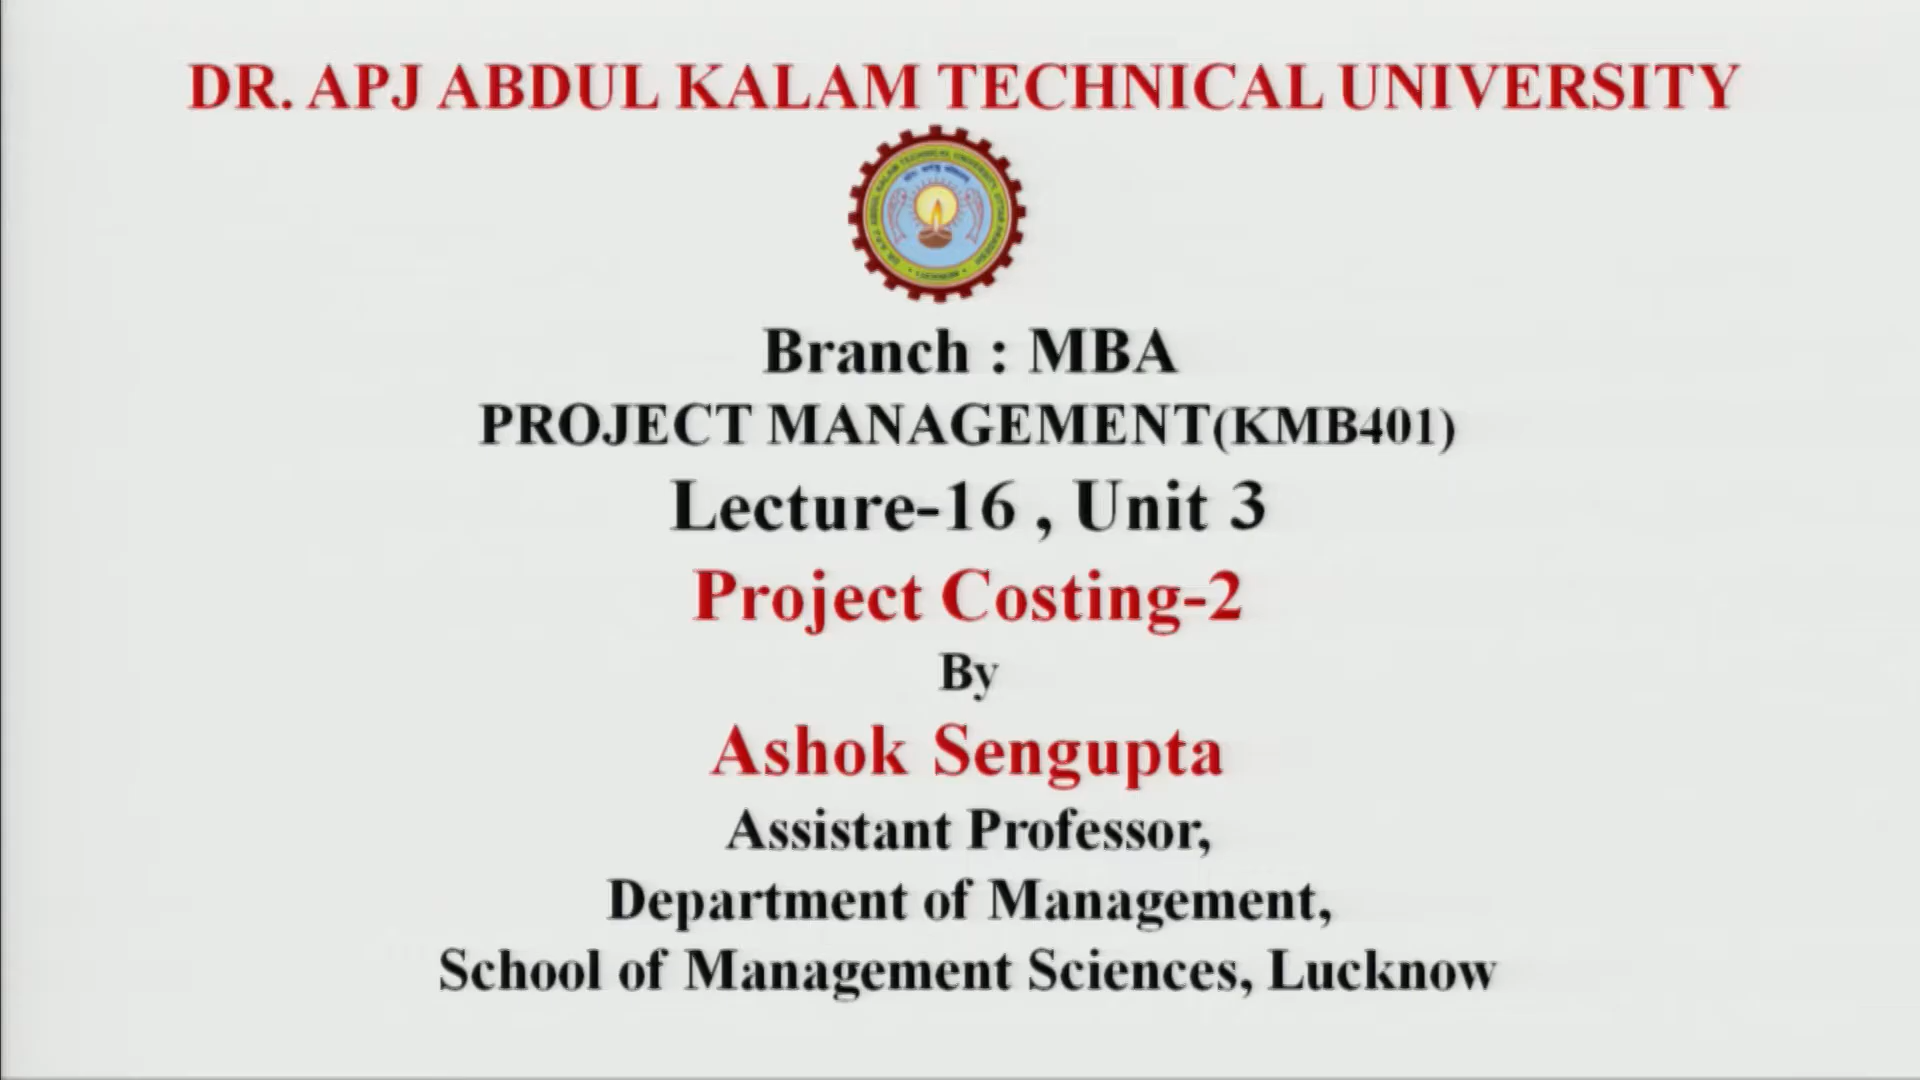 DR. APJ ABDUL KALAM TECHNICAL UNIVERSITY
Branch : MBA
PROJECT MANAGEMENT(KMB401)
Lecture-16 , Unit 3
Project Costing-2
By
Ashok Sengupta
Assistant Professor,
Department of Management,
School of Management Sciences, Lucknow